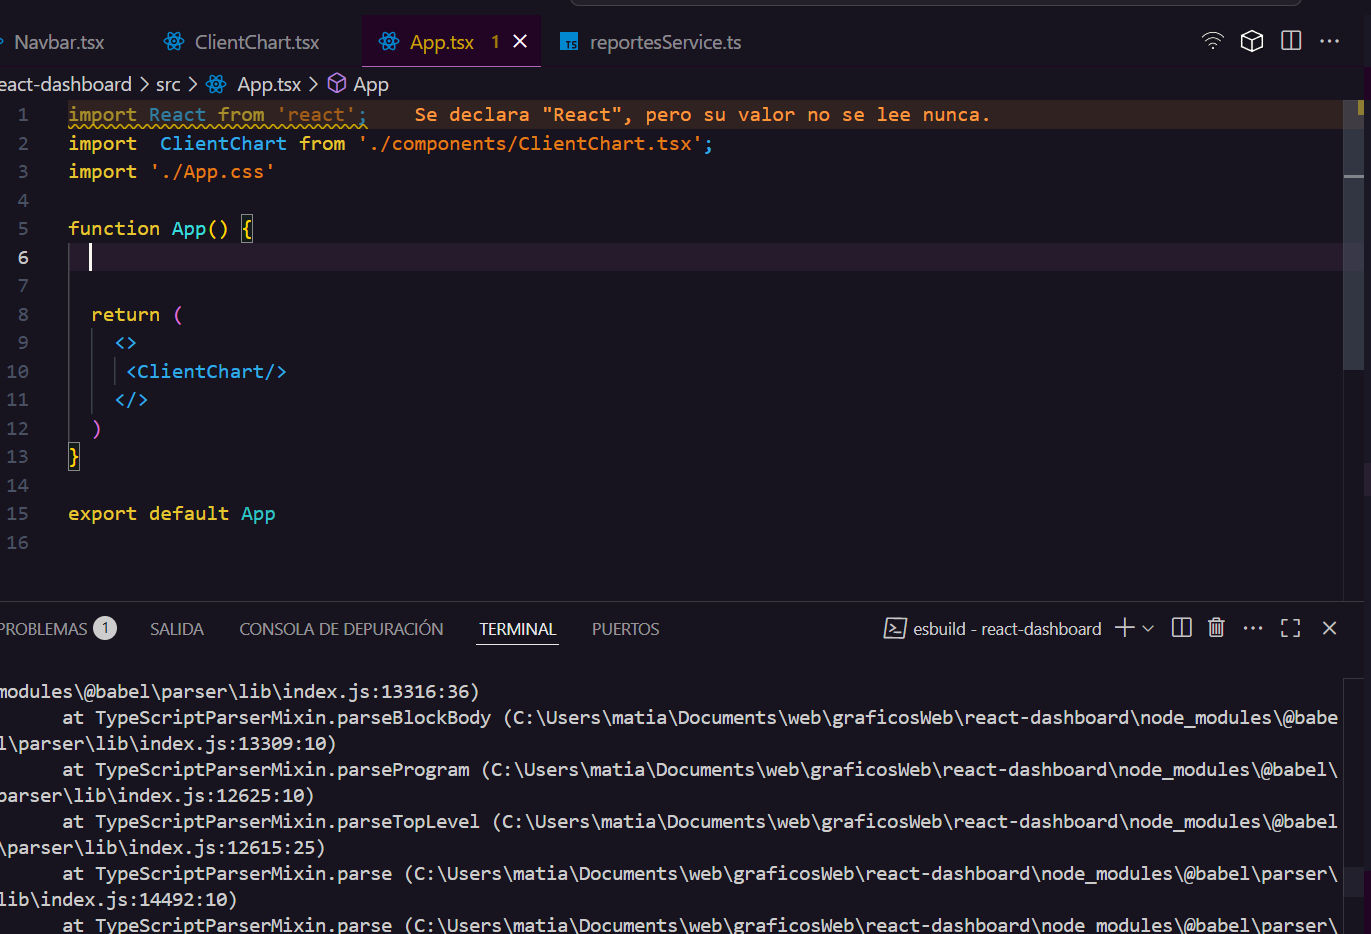 Navbar.tsx ClientChart.tsx App.tsx 1 TS reportesService.ts
eact-dashboard > src > App.tsx > App
1 import React from 'react'; Se declara "React", pero su valor no se lee nunca.
2 import  ClientChart from './components/ClientChart.tsx';
3 import './App.css'
4
5 function App() {
6
7
8 return (
9 <>
10 <ClientChart/>
11 </>
12 )
13 }
14
15 export default App
16
PROBLEMAS 1 SALIDA CONSOLA DE DEPURACIÓN TERMINAL PUERTOS esbuild - react-dashboard
modules\@babel\parser\lib\index.js:13316:36)
at TypeScriptParserMixin.parseBlockBody (C:\Users\matia\Documents\web\graficosWeb\react-dashboard\node_modules\@babe
l\parser\lib\index.js:13309:10)
at TypeScriptParserMixin.parseProgram (C:\Users\matia\Documents\web\graficosWeb\react-dashboard\node_modules\@babel\
parser\lib\index.js:12625:10)
at TypeScriptParserMixin.parseTopLevel (C:\Users\matia\Documents\web\graficosWeb\react-dashboard\node_modules\@babel
\parser\lib\index.js:12615:25)
at TypeScriptParserMixin.parse (C:\Users\matia\Documents\web\graficosWeb\react-dashboard\node_modules\@babel\parser\
lib\index.js:14492:10)
at TypeScriptParserMixin.parse (C:\Users\matia\Documents\web\graficosWeb\react-dashboard\node_modules\@babel\parser\